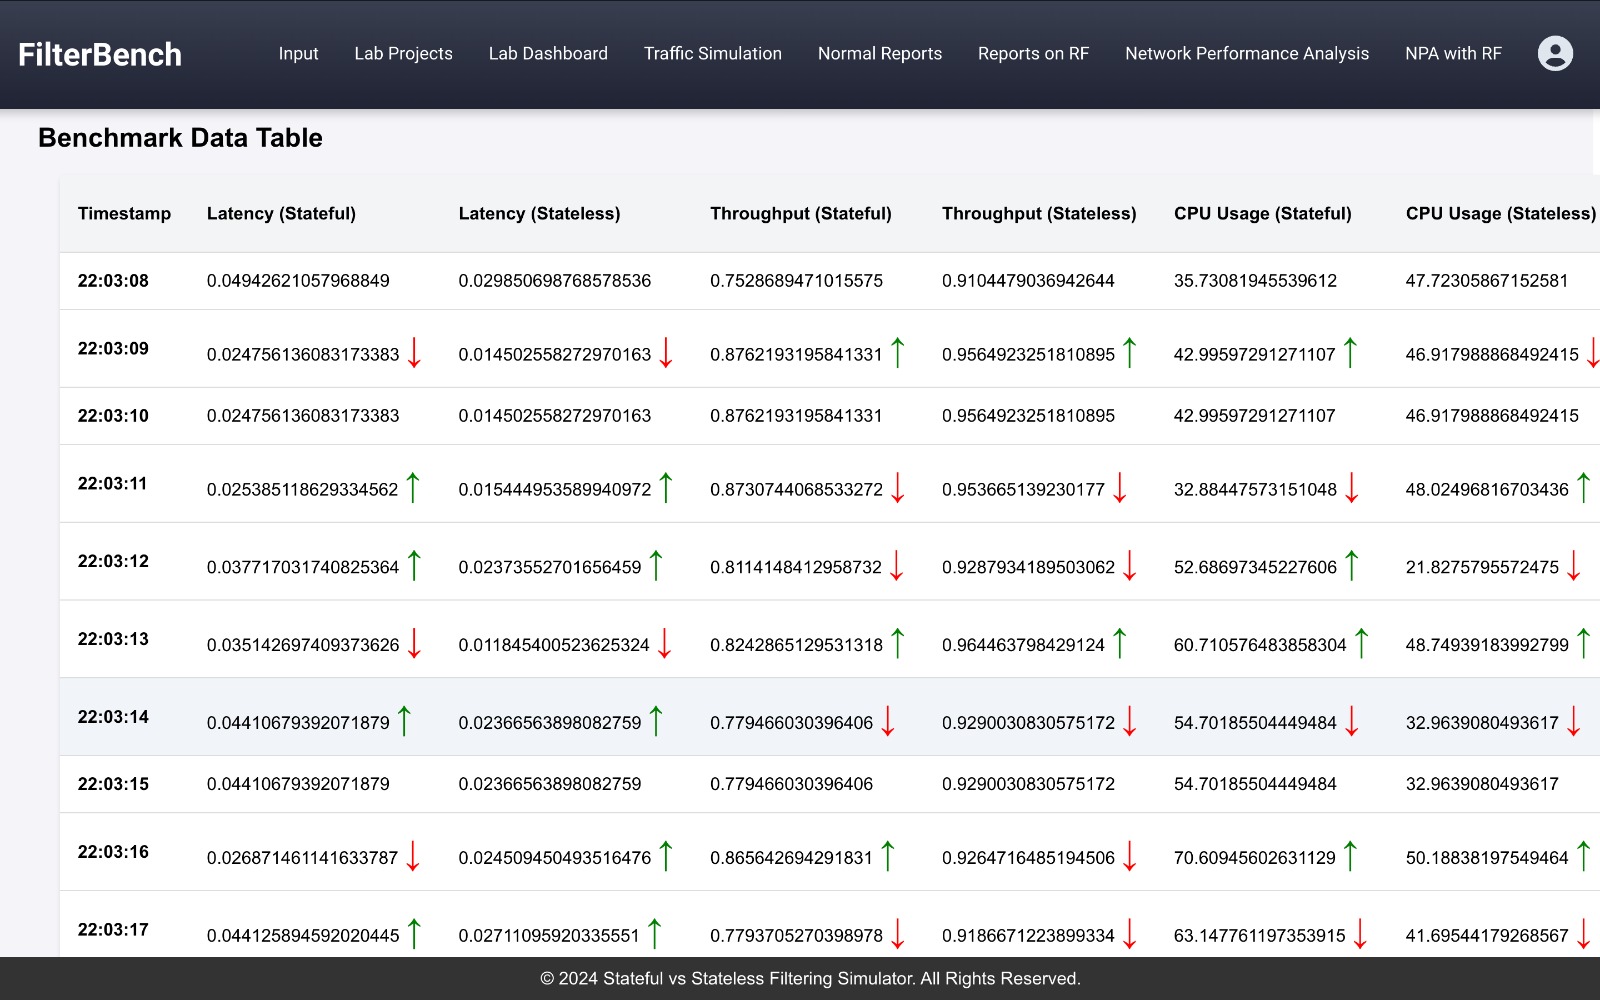 FilterBench Input Lab Projects Lab Dashboard Traffic Simulation Normal Reports Reports on RF Network Performance Analysis NPA with RF
Benchmark Data Table
Timestamp Latency (Stateful) Latency (Stateless) Throughput (Stateful) Throughput (Stateless) CPU Usage (Stateful) CPU Usage (Stateless)
22:03:08 0.04942621057968849 0.029850698768578536 0.7528689471015575 0.9104479036942644 35.73081945539612 47.72305867152581
22:03:09 0.024756136083173383 ↓ 0.014502558272970163 ↓ 0.8762193195841331 ↑ 0.9564923251810895 ↑ 42.99597291271107 ↑ 46.917988868492415 ↓
22:03:10 0.024756136083173383 0.014502558272970163 0.8762193195841331 0.9564923251810895 42.99597291271107 46.917988868492415
22:03:11 0.025385118629334562 ↑ 0.015444953589940972 ↑ 0.8730744068533272 ↓ 0.953665139230177 ↓ 32.88447573151048 ↓ 48.02496816703436 ↑
22:03:12 0.037717031740825364 ↑ 0.02373552701656459 ↑ 0.8114148412958732 ↓ 0.9287934189503062 ↓ 52.68697345227606 ↑ 21.8275795572475 ↓
22:03:13 0.035142697409373626 ↓ 0.011845400523625324 ↓ 0.8242865129531318 ↑ 0.964463798429124 ↑ 60.710576483858304 ↑ 48.74939183992799 ↑
22:03:14 0.04410679392071879 ↑ 0.02366563898082759 ↑ 0.779466030396406 ↓ 0.9290030830575172 ↓ 54.70185504449484 ↓ 32.9639080493617 ↓
22:03:15 0.04410679392071879 0.02366563898082759 0.779466030396406 0.9290030830575172 54.70185504449484 32.9639080493617
22:03:16 0.026871461141633787 ↓ 0.024509450493516476 ↑ 0.865642694291831 ↑ 0.9264716485194506 ↓ 70.60945602631129 ↑ 50.18838197549464 ↑
22:03:17 0.044125894592020445 ↑ 0.02711095920335551 ↑ 0.7793705270398978 ↓ 0.9186671223899334 ↓ 63.147761197353915 ↓ 41.69544179268567 ↓
© 2024 Stateful vs Stateless Filtering Simulator. All Rights Reserved.